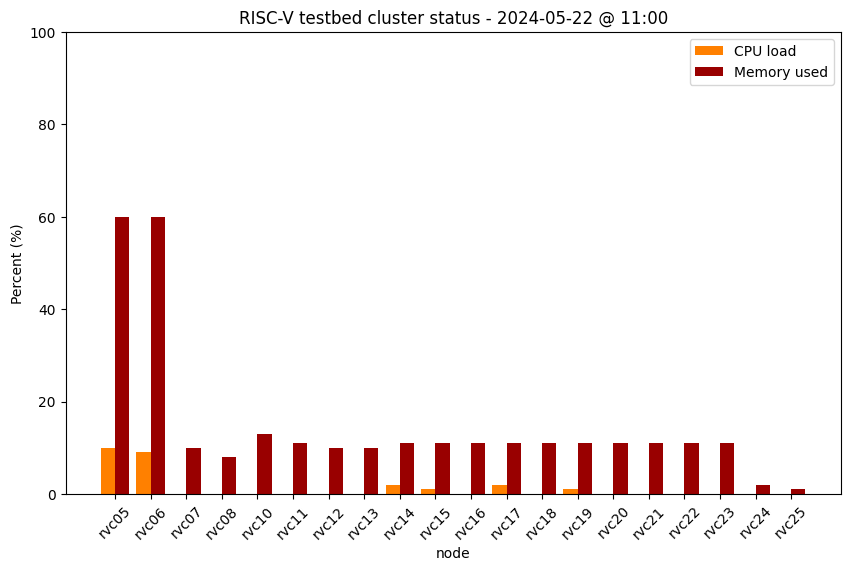 RISC-V testbed cluster status - 2024-05-22 @ 11:00
CPU load
Memory used
Percent (%)
100
80
60
40
20
0
rvc05 rvc06 rvc07 rvc08 rvc10 rvc11 rvc12 rvc13 rvc14 rvc15 rvc16 rvc17 rvc18 rvc19 rvc20 rvc21 rvc22 rvc23 rvc24 rvc25
node